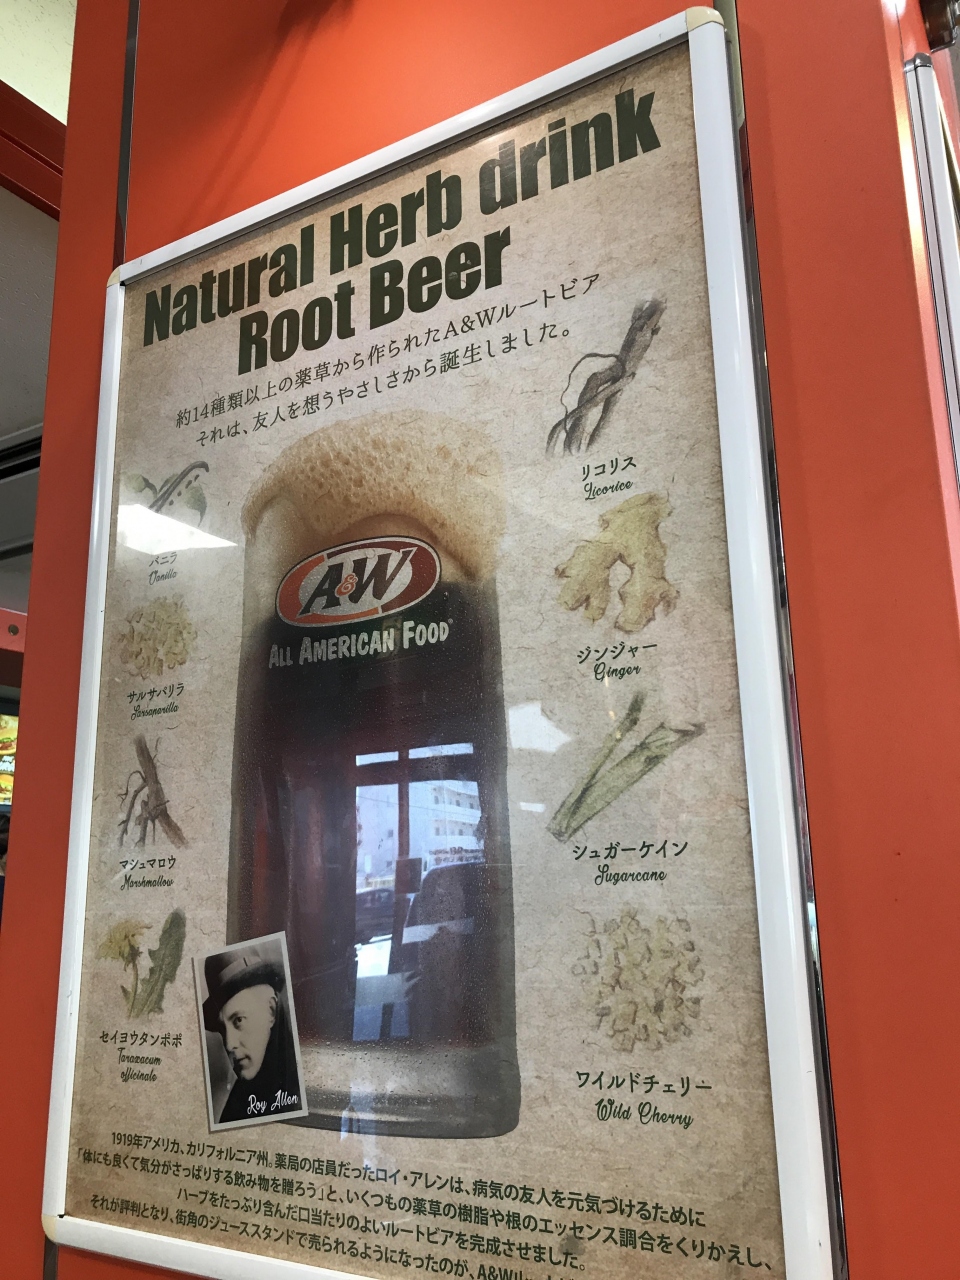 Natural Herb drink
Root Beer
約14種類以上の薬草から作られたA&Wルートビア
それは、友人を想うやさしさから誕生しました。
A&W
ALL AMERICAN FOOD®
バニラ
Vanilla
サルサパリラ
Sarsaparilla
マシュマロウ
Marshmallow
セイヨウタンポポ
Taraxacum
officinale
リコリス
Licorice
ジンジャー
Ginger
シュガーケイン
Sugarcane
ワイルドチェリー
Wild Cherry
Roy Allen
1919年アメリカ、カリフォルニア州。薬局の店員だったロイ・アレンは、病気の友人を元気づけるために
「体にも良くて気分がさっぱりする飲み物を贈ろう」と、いくつもの薬草の樹脂や根のエッセンス調合をくりかえし、
ハーブをたっぷり含んだ口当たりのよいルートビアを完成させました。
それが評判となり、街角のジューススタンドで売られるようになったのが、A&W